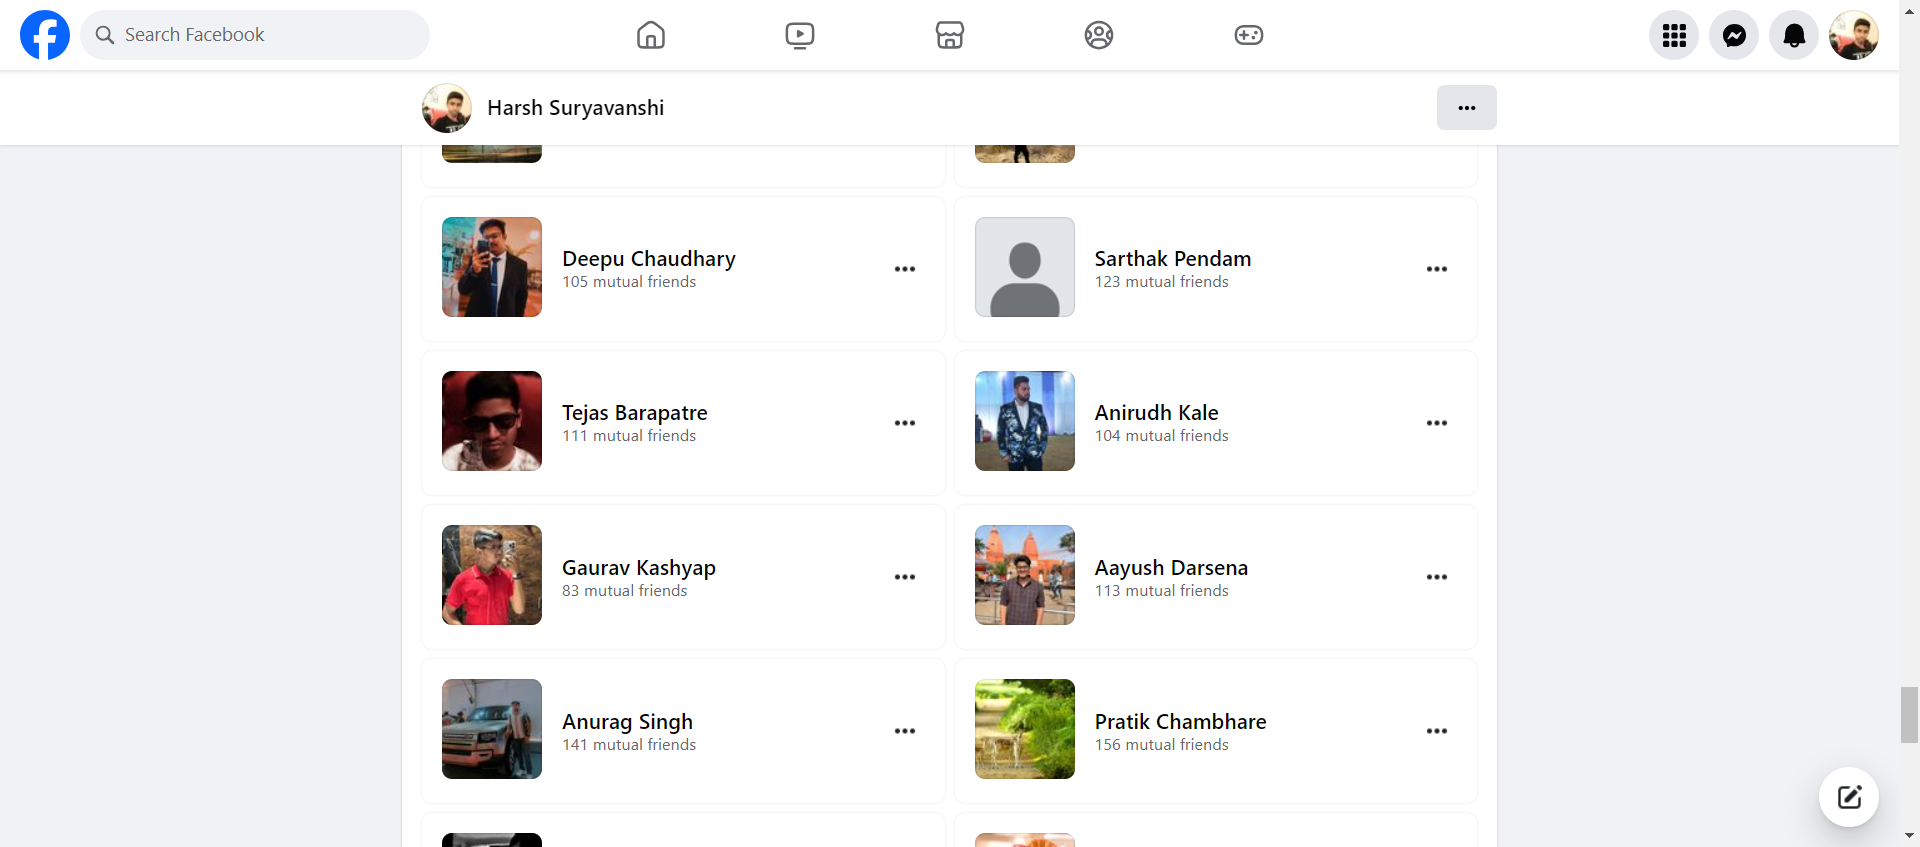 Search Facebook
Harsh Suryavanshi
Deepu Chaudhary
105 mutual friends
Sarthak Pendam
123 mutual friends
Tejas Barapatre
111 mutual friends
Anirudh Kale
104 mutual friends
Gaurav Kashyap
83 mutual friends
Aayush Darsena
113 mutual friends
Anurag Singh
141 mutual friends
Pratik Chambhare
156 mutual friends